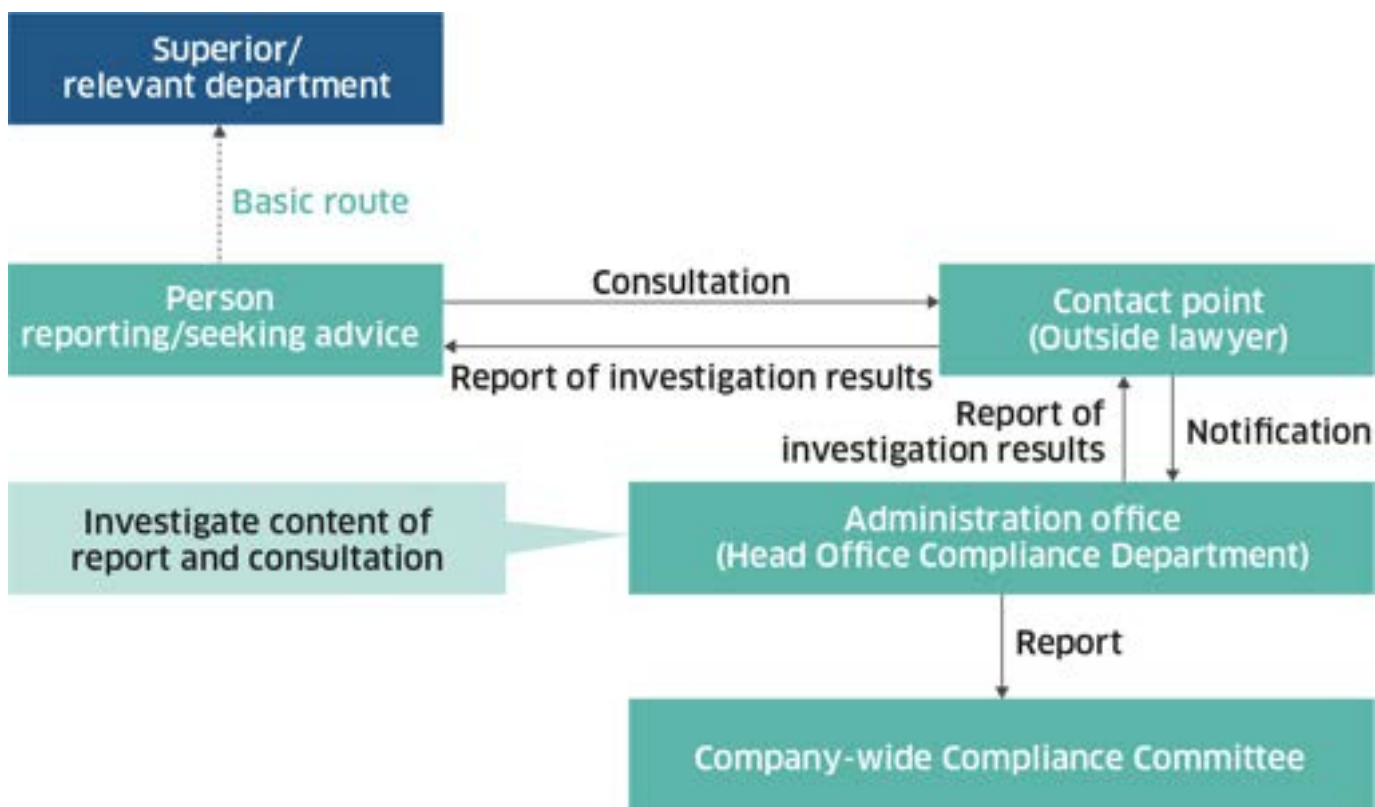 Superior/
relevant department
Basic route
Person
reporting/seeking advice
Consultation
Contact point
(Outside lawyer)
Report of investigation results
Report of
investigation results
Notification
Investigate content of
report and consultation
Administration office
(Head Office Compliance Department)
Report
Company-wide Compliance Committee